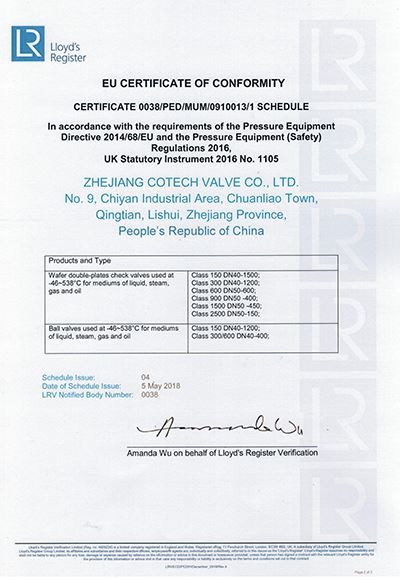 LR
Lloyd's
Register
EU CERTIFICATE OF CONFORMITY
CERTIFICATE 0038/PED/MUM/0910013/1 SCHEDULE
In accordance with the requirements of the Pressure Equipment
Directive 2014/68/EU and the Pressure Equipment (Safety)
Regulations 2016,
UK Statutory Instrument 2016 No. 1105
ZHEJIANG COTECH VALVE CO., LTD.
No. 9, Chiyan Industrial Area, Chuanliao Town,
Qingtian, Lishui, Zhejiang Province,
People's Republic of China
Products and Type
Wafer double-plates check valves used at
-46~538°C for mediums of liquid, steam,
gas and oil
Class 150 DN40-1500;
Class 300 DN40-1200;
Class 600 DN50-600;
Class 900 DN50 -400;
Class 1500 DN50 -450;
Class 2500 DN50-150;
Ball valves used at -46~538°C for mediums
of liquid, steam, gas and oil
Class 150 DN40-1200;
Class 300/600 DN40-400;
Schedule Issue: 04
Date of Schedule Issue: 5 May 2018
LRV Notified Body Number: 0038
Amanda Wu
Amanda Wu on behalf of Lloyd's Register Verification